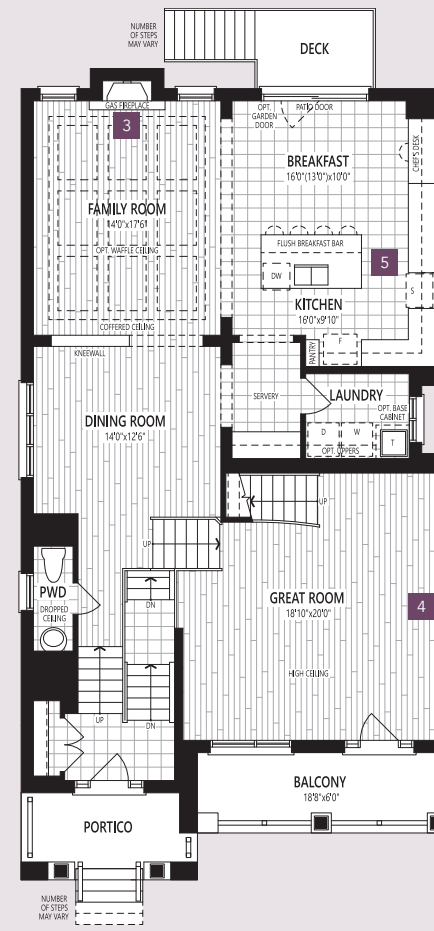 NUMBER
OF STEPS
MAY VARY
DECK
GAS FIREPLACE
3
OPT.
GARDEN
DOOR
PATIO DOOR
BREAKFAST
16'0"(13'0")x10'0"
CHEF'S DESK
FAMILY ROOM
14'0"x17'6"
OPT. WAFFLE CEILING
FLUSH BREAKFAST BAR
DW
5
KITCHEN
16'0"x9'10"
S
COFFERED CEILING
KNEEWALL
PANTRY
F
SERVERY
LAUNDRY
OPT. BASE
CABINET
DINING ROOM
14'0"x12'6"
D
W
T
OPT. UPPERS
UP
UP
PWD
DROPPED
CEILING
DN
GREAT ROOM
18'10"x20'0"
4
HIGH CEILING
UP
DN
BALCONY
18'8"x6'0"
PORTICO
NUMBER
OF STEPS
MAY VARY